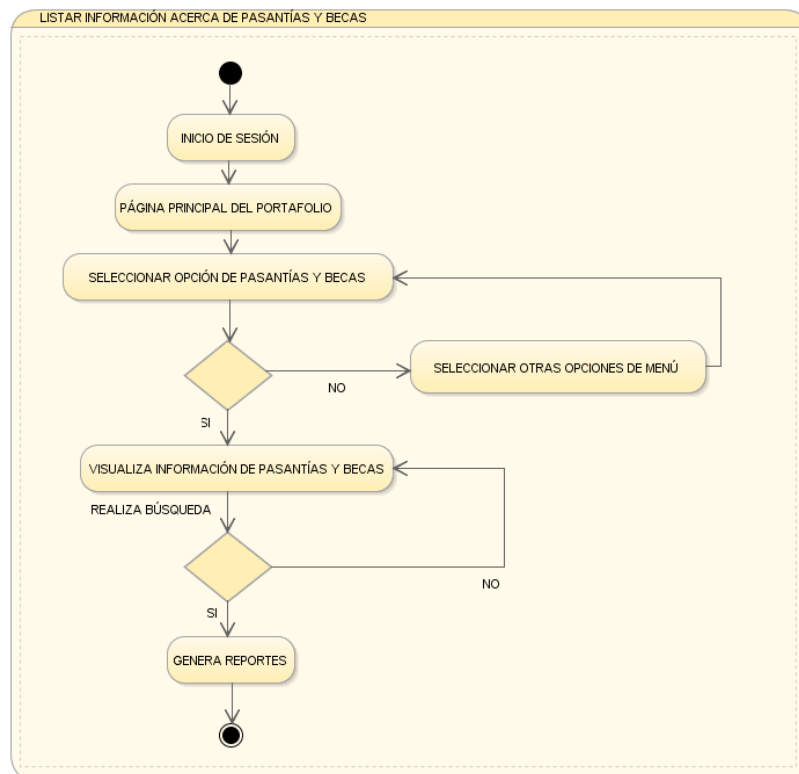 LISTAR INFORMACIÓN ACERCA DE PASANTÍAS Y BECAS
INICIO DE SESIÓN
PÁGINA PRINCIPAL DEL PORTAFOLIO
SELECCIONAR OPCIÓN DE PASANTÍAS Y BECAS
SELECCIONAR OTRAS OPCIONES DE MENÚ
NO
SI
VISUALIZA INFORMACIÓN DE PASANTÍAS Y BECAS
REALIZA BÚSQUEDA
NO
SI
GENERA REPORTES